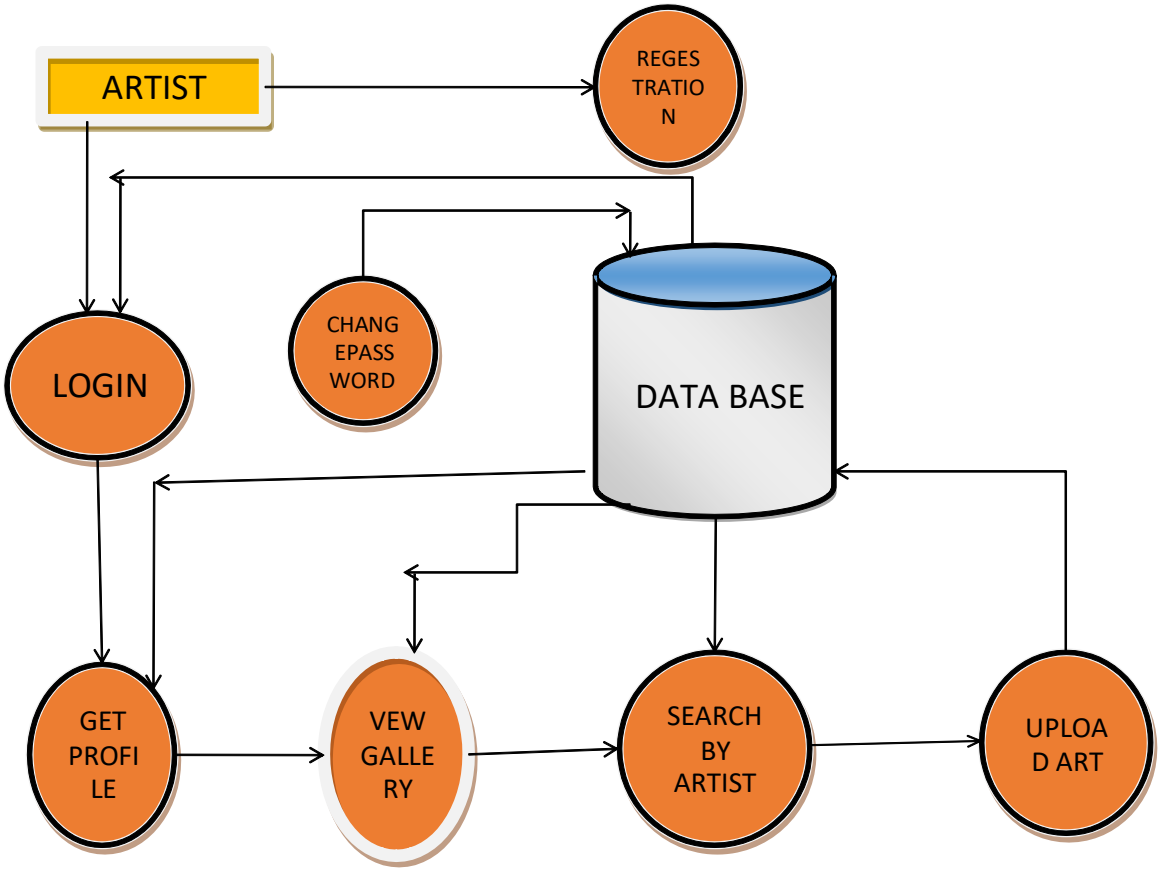 ARTIST
REGES
TRATIO
N
CHANG
EPASS
WORD
LOGIN
DATA BASE
GET
PROFI
LE
VEW
GALLE
RY
SEARCH
BY
ARTIST
UPLOA
D ART